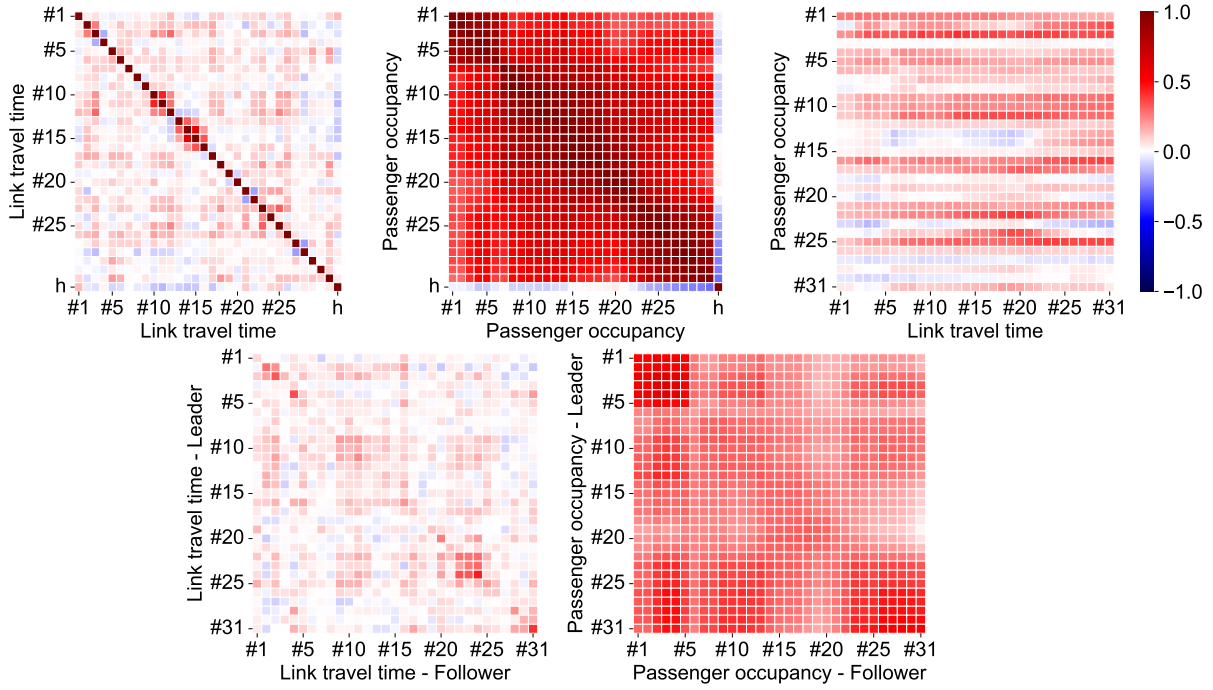 #1
#5
#10
#15
#20
#25
h
Link travel time
#1 #5 #10 #15 #20 #25 h
Link travel time
#1
#5
#10
#15
#20
#25
h
Passenger occupancy
#1 #5 #10 #15 #20 #25 h
Passenger occupancy
#1
#5
#10
#15
#20
#25
#31
Passenger occupancy
#1 #5 #10 #15 #20 #25 #31
Link travel time
1.0
0.5
0.0
−0.5
−1.0
#1
#5
#10
#15
#20
#25
#31
Link travel time - Leader
#1 #5 #10 #15 #20 #25 #31
Link travel time - Follower
#1
#5
#10
#15
#20
#25
#31
Passenger occupancy - Leader
#1 #5 #10 #15 #20 #25 #31
Passenger occupancy - Follower